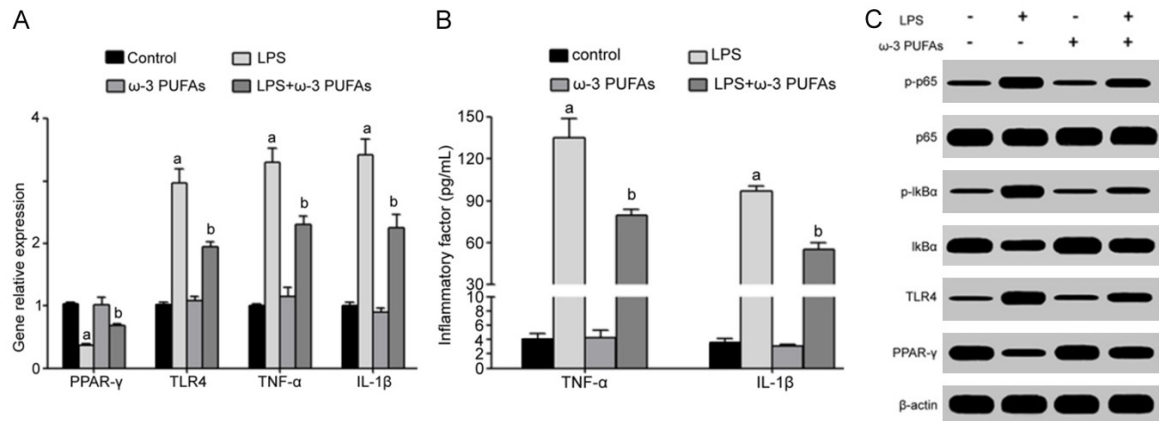 A
Control
LPS
ω-3 PUFAs
LPS+ω-3 PUFAs
Gene relative expression
4
2
1
0
a
b
a
b
a
b
a
b
PPAR-γ
TLR4
TNF-α
IL-1β
B
control
LPS
ω-3 PUFAs
LPS+ω-3 PUFAs
Inflammatory factor (pg/mL)
150
120
90
60
30
10
8
6
4
2
0
a
b
a
b
TNF-α
IL-1β
C
LPS - + - +
ω-3 PUFAs - - + +
p-p65
p65
p-IkBα
IkBα
TLR4
PPAR-γ
β-actin